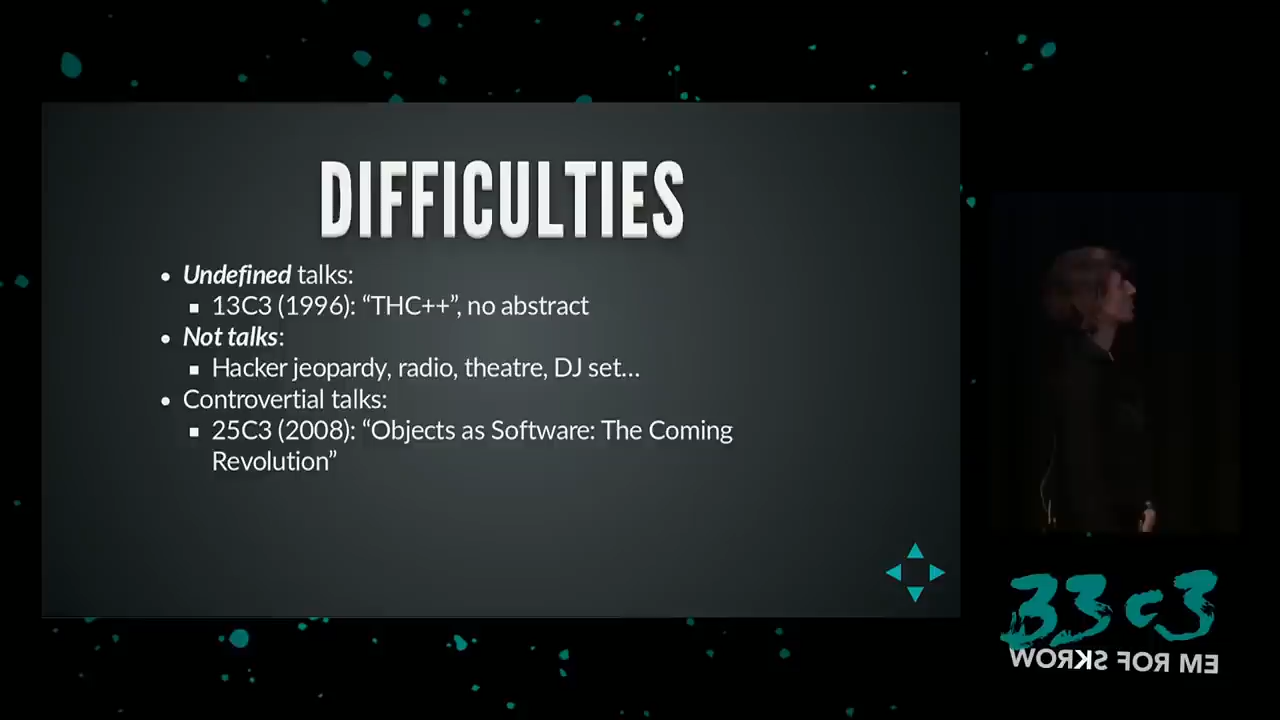 DIFFICULTIES
• Undefined talks:
▪ 13C3 (1996): “THC++”, no abstract
• Not talks:
▪ Hacker jeopardy, radio, theatre, DJ set...
• Controvertial talks:
▪ 25C3 (2008): “Objects as Software: The Coming
Revolution”
33c3
WORKS FOR ME